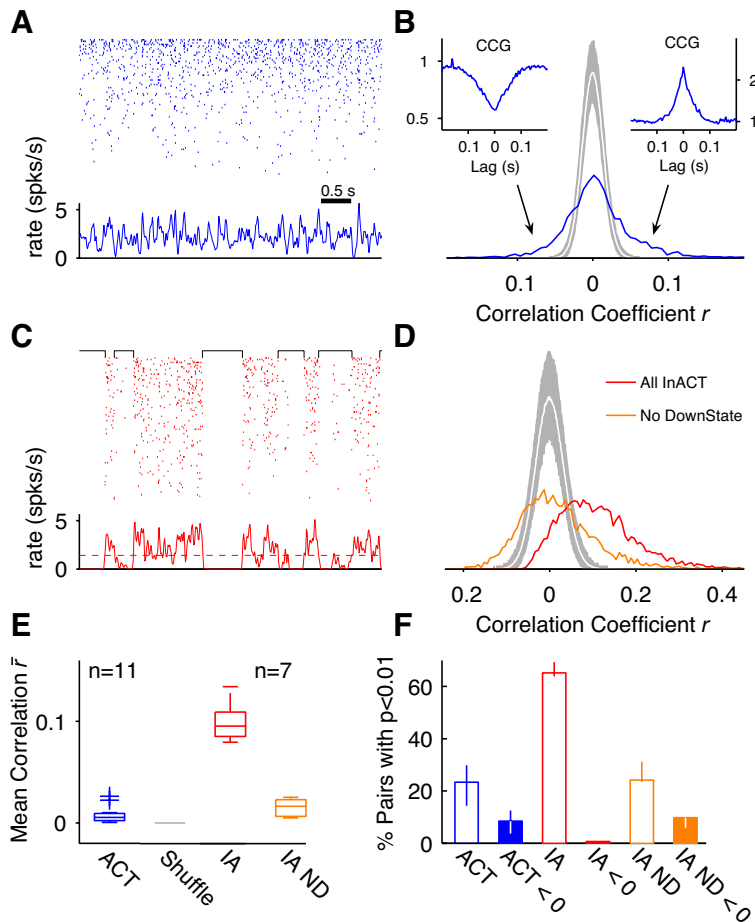 A
rate (spks/s)
5
0
0.5 s
B
CCG
1
0.5
0.1 0 0.1
Lag (s)
CCG
2
1
0.1 0 0.1
Lag (s)
0.1 0 0.1
Correlation Coefficient r
C
rate (spks/s)
5
0
D
All InACT
No DownState
0.2 0 0.2 0.4
Correlation Coefficient r
E
Mean Correlation r̄
n=11 n=7
0.1
0
ACT
Shuffle
IA
IA ND
F
% Pairs with p<0.01
60
40
20
0
ACT
ACT < 0
IA
IA < 0
IA ND
IA ND < 0